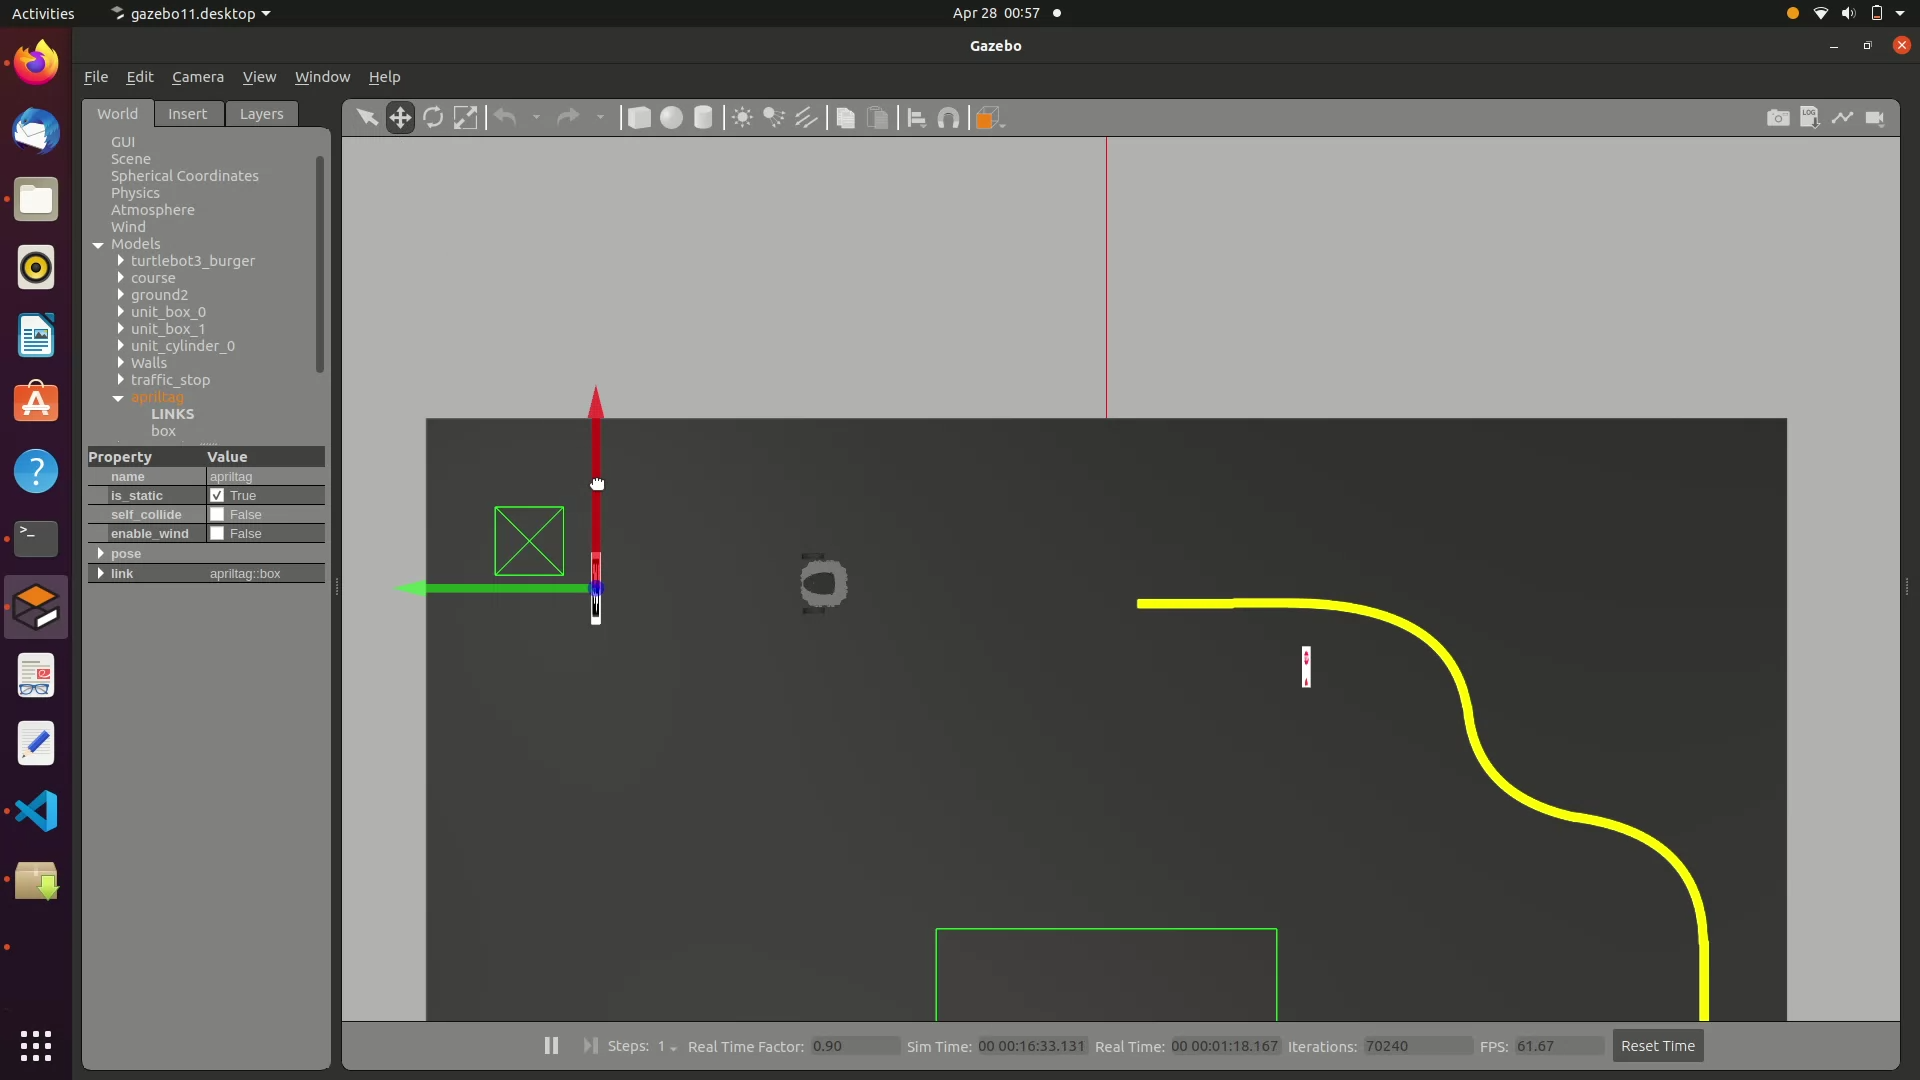 Activities
gazebo11.desktop
Apr 28 00:57
Gazebo
File Edit Camera View Window Help
World Insert Layers
LOG
GUI
Scene
Spherical Coordinates
Physics
Atmosphere
Wind
Models
turtlebot3_burger
course
ground2
unit_box_0
unit_box_1
unit_cylinder_0
Walls
traffic_stop
apriltag
LINKS
box
Property Value
name apriltag
is_static True
self_collide False
enable_wind False
pose
link apriltag::box
Steps: 1 Real Time Factor: 0.90 Sim Time: 00 00:16:33.131 Real Time: 00 00:01:18.167 Iterations: 70240 FPS: 61.67 Reset Time